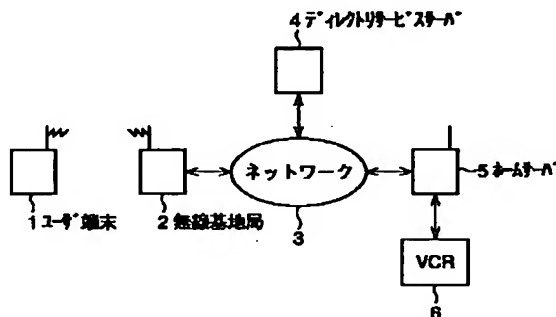 4 ディレクトリサービスサーバ
ネットワーク
5 ホームサーバ
1 ユーザ端末
2 無線基地局
3
VCR
6